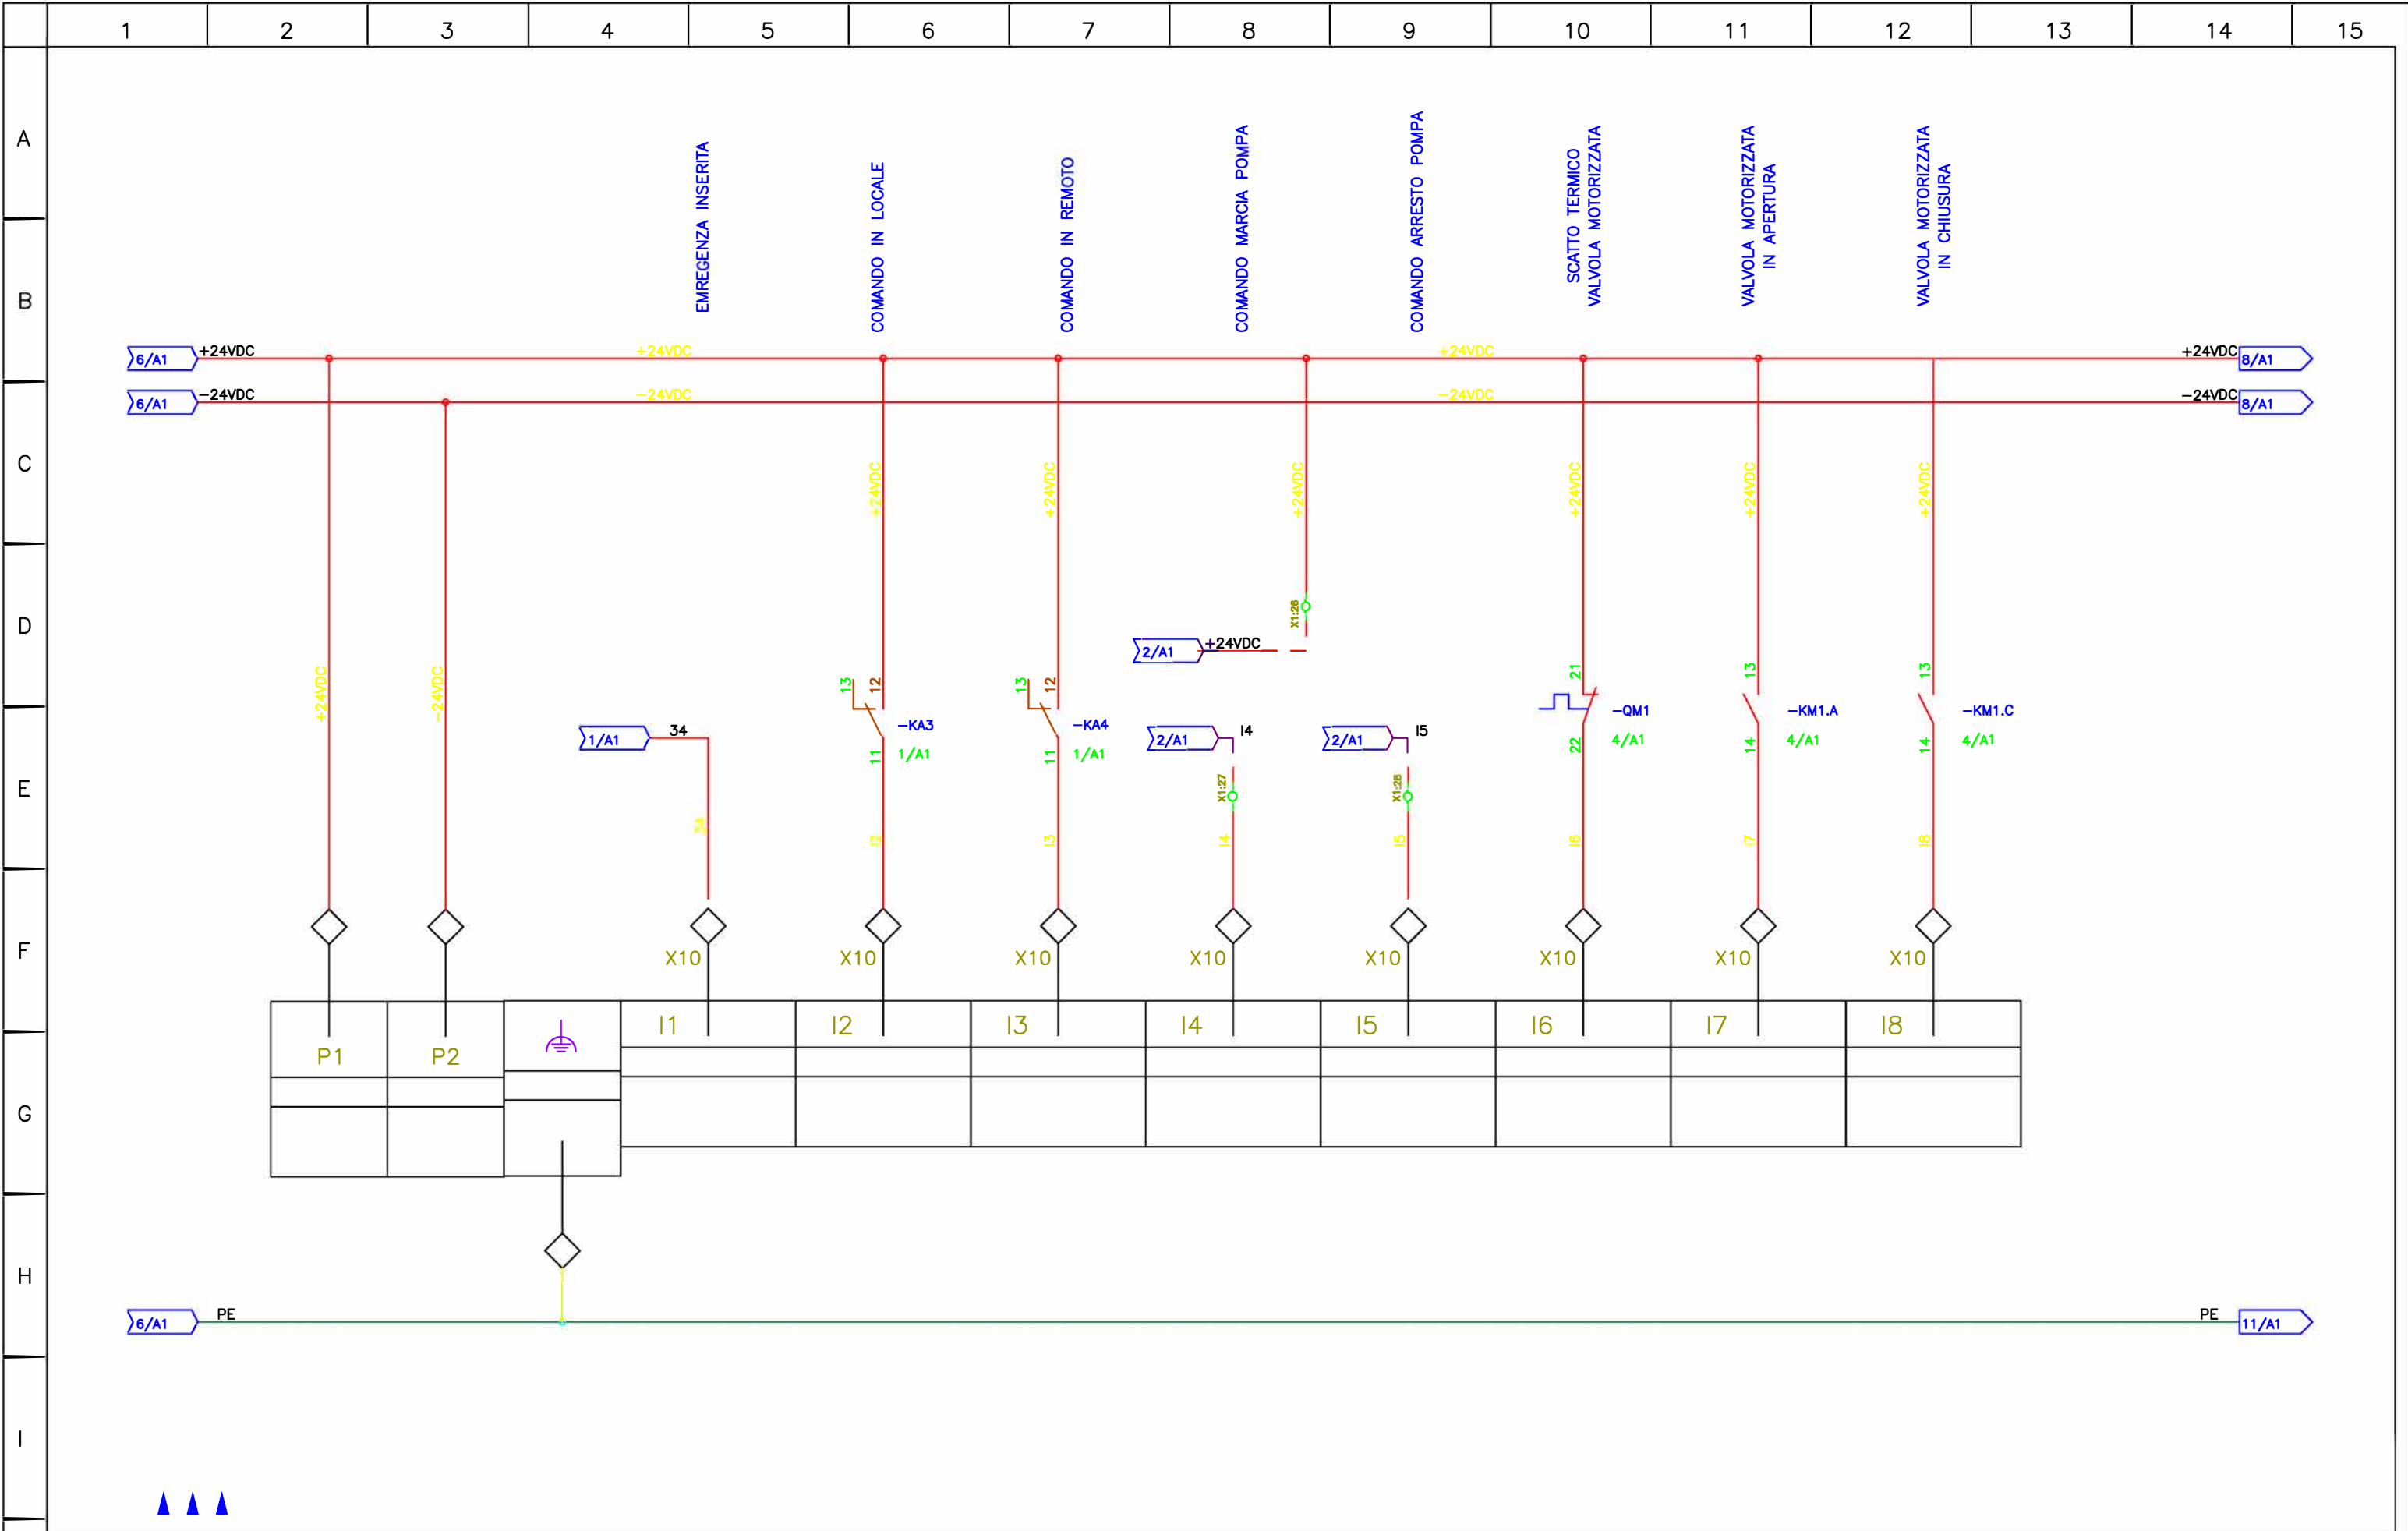 1 2 3 4 5 6 7 8 9 10 11 12 13 14 15
A
B
C
D
E
F
G
H
I
EMREGENZA INSERITA
COMANDO IN LOCALE
COMANDO IN REMOTO
COMANDO MARCIA POMPA
COMANDO ARRESTO POMPA
SCATTO TERMICO
VALVOLA MOTORIZZATA
VALVOLA MOTORIZZATA
IN APERTURA
VALVOLA MOTORIZZATA
IN CHIUSURA
6/A1 +24VDC +24VDC +24VDC +24VDC 8/A1
6/A1 -24VDC -24VDC -24VDC -24VDC 8/A1
+24VDC +24VDC +24VDC +24VDC +24VDC +24VDC
X1:26
2/A1 +24VDC
+24VDC -24VDC
13 12 13 12 21 13 13
-KA3 -KA4 -QM1 -KM1.A -KM1.C
1/A1 34 2/A1 I4 2/A1 I5
11 1/A1 11 1/A1 22 4/A1 14 4/A1 14 4/A1
X1:27 X1:28
34 I2 I3 I4 I5 I6 I7 I8
X10 X10 X10 X10 X10 X10 X10 X10
I1 I2 I3 I4 I5 I6 I7 I8
P1 P2
6/A1 PE PE 11/A1